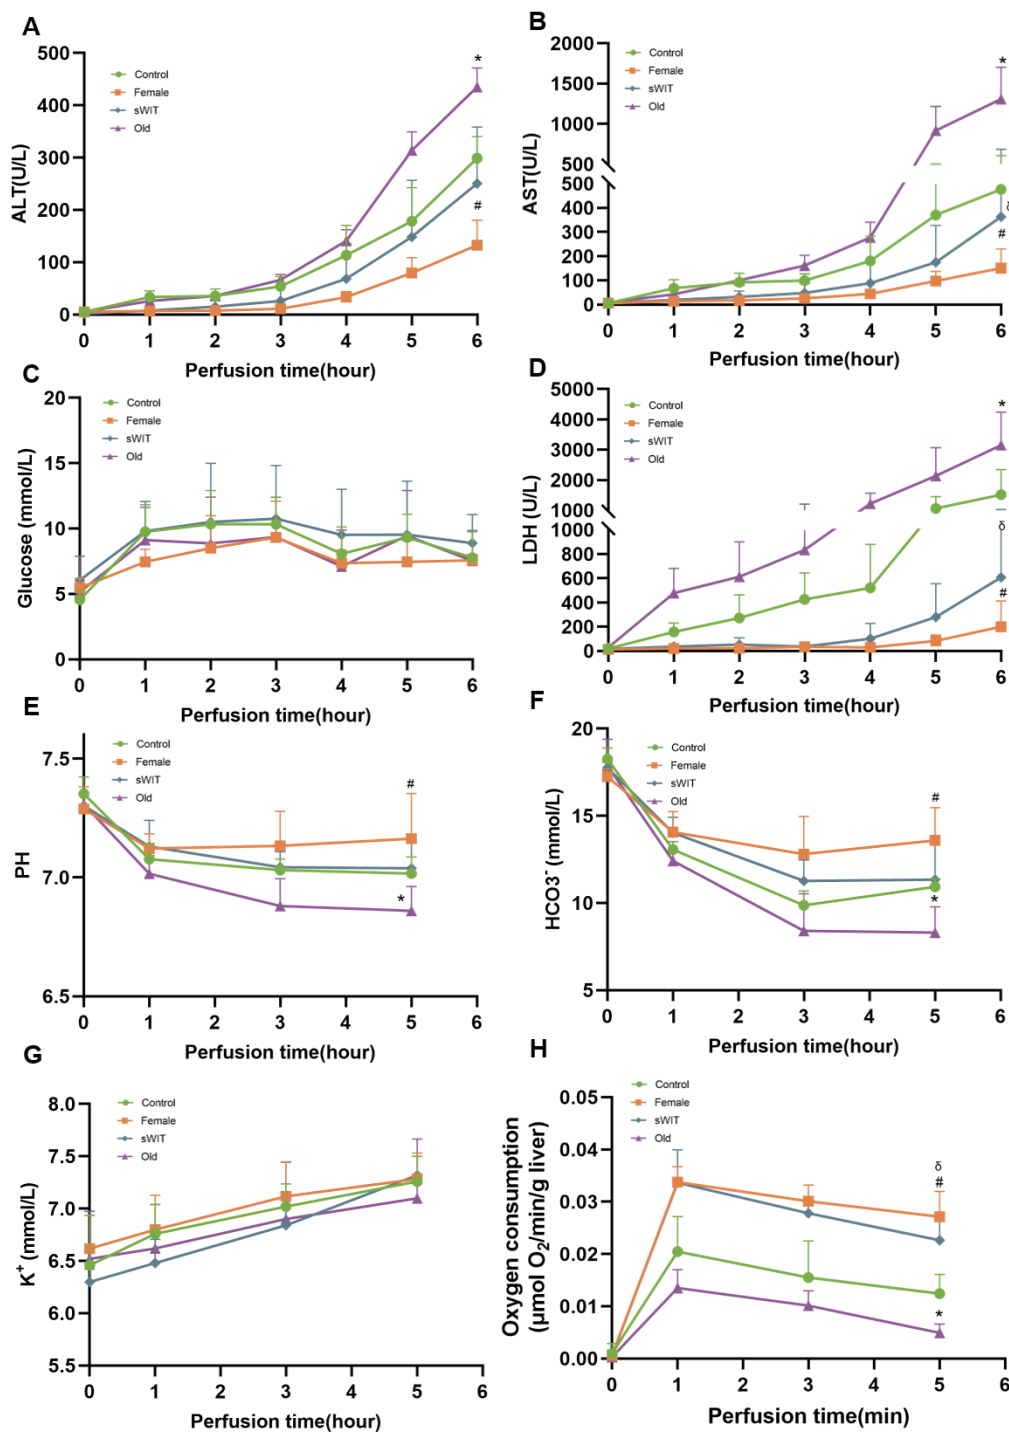 A
ALT(U/L)
500
400
300
200
100
0
Control
Female
sWIT
Old
*
#
0 1 2 3 4 5 6
Perfusion time(hour)
B
AST(U/L)
2000
1500
1000
500
500
400
300
200
100
0
Control
Female
sWIT
Old
*
δ
#
0 1 2 3 4 5 6
Perfusion time(hour)
C
Glucose (mmol/L)
20
15
10
5
0
Control
Female
sWIT
Old
0 1 2 3 4 5 6
Perfusion time(hour)
D
LDH (U/L)
5000
4000
3000
2000
1000
1000
800
600
400
200
0
Control
Female
sWIT
Old
*
δ
#
0 1 2 3 4 5 6
Perfusion time(hour)
E
PH
7.5
7.0
6.5
Control
Female
sWIT
Old
#
*
0 1 2 3 4 5 6
Perfusion time(hour)
F
HCO3⁻ (mmol/L)
20
15
10
5
Control
Female
sWIT
Old
#
*
0 1 2 3 4 5 6
Perfusion time(hour)
G
K⁺ (mmol/L)
8.0
7.5
7.0
6.5
6.0
5.5
Control
Female
sWIT
Old
0 1 2 3 4 5 6
Perfusion time(hour)
H
Oxygen consumption
(μmol O₂/min/g liver)
0.05
0.04
0.03
0.02
0.01
0.00
Control
Female
sWIT
Old
δ
#
*
0 1 2 3 4 5 6
Perfusion time(min)